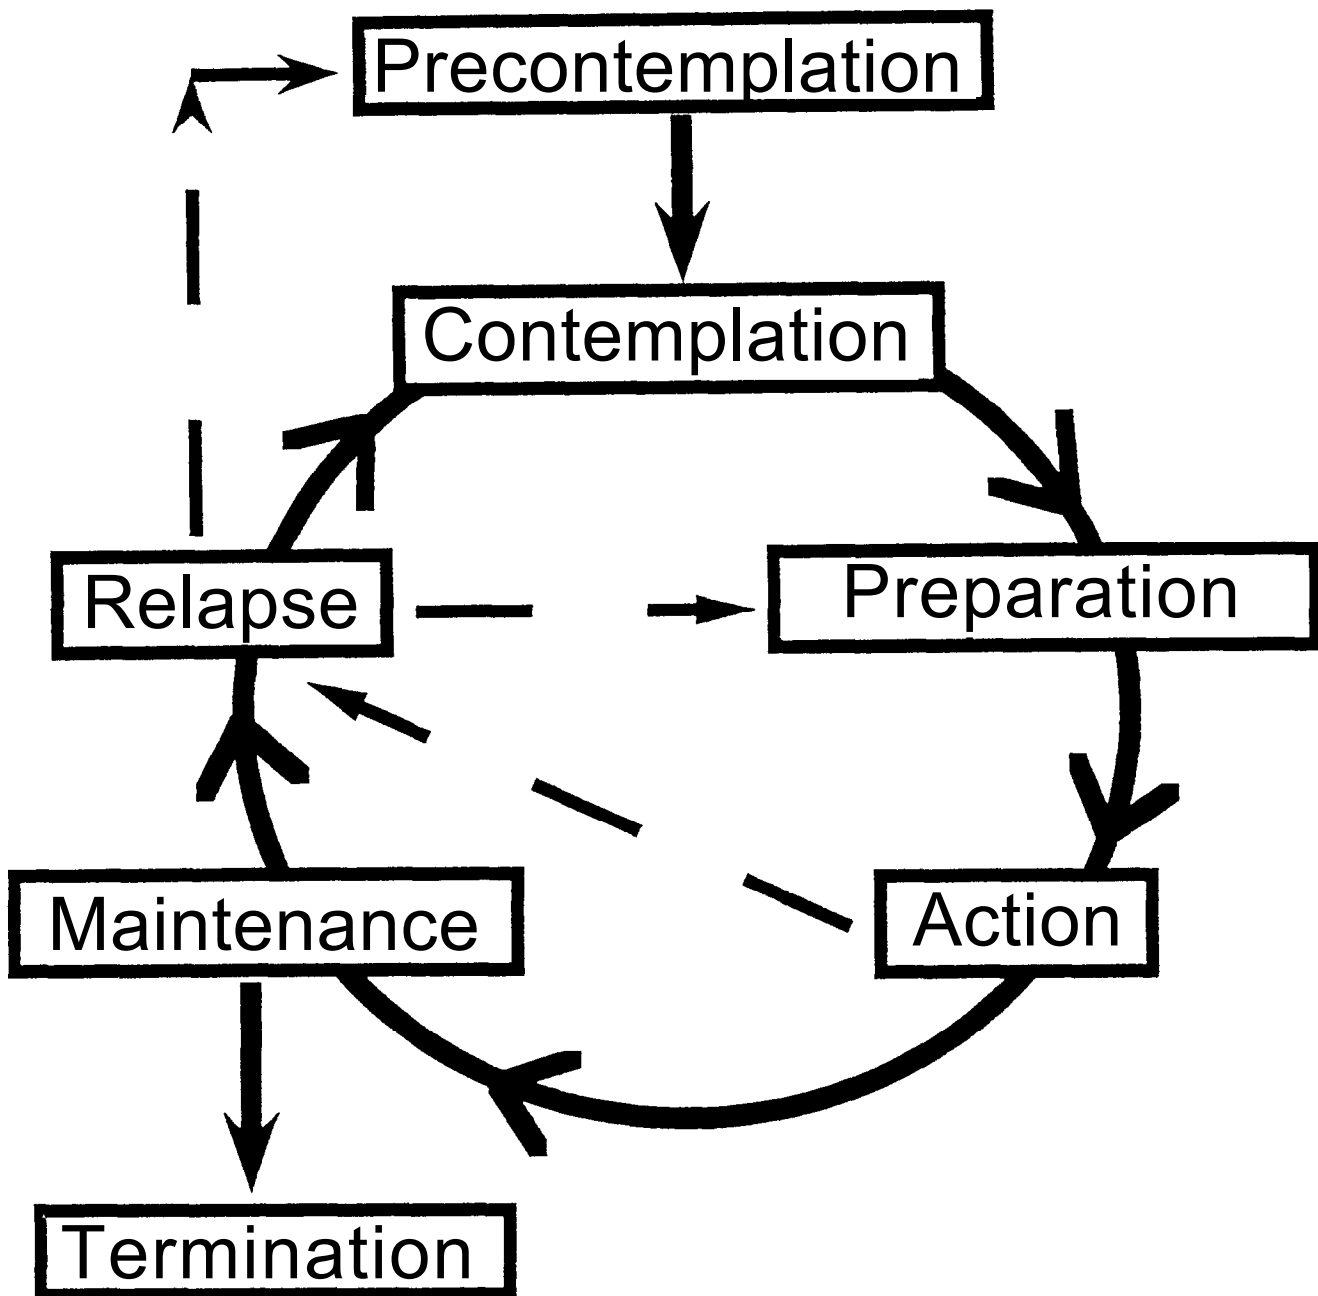 Precontemplation
Contemplation
Relapse
Preparation
Maintenance
Action
Termination